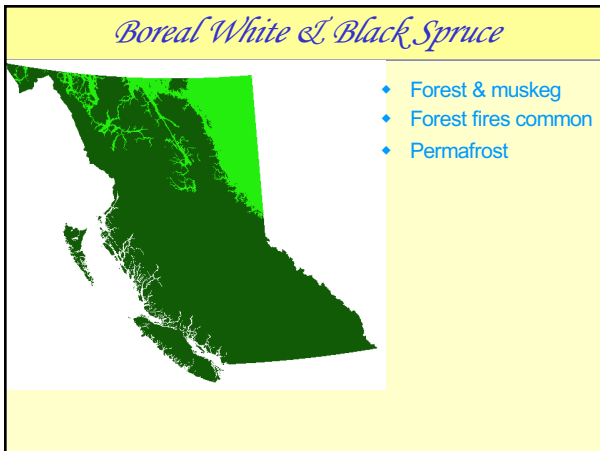 Boreal White & Black Spruce
Forest & muskeg
Forest fires common
Permafrost